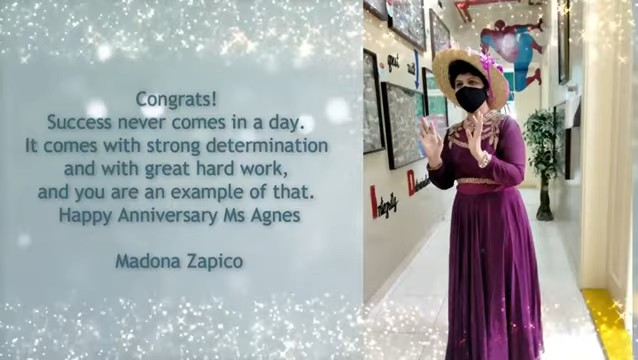 Congrats!
Success never comes in a day.
It comes with strong determination
and with great hard work,
and you are an example of that.
Happy Anniversary Ms Agnes
Madona Zapico
Integrity